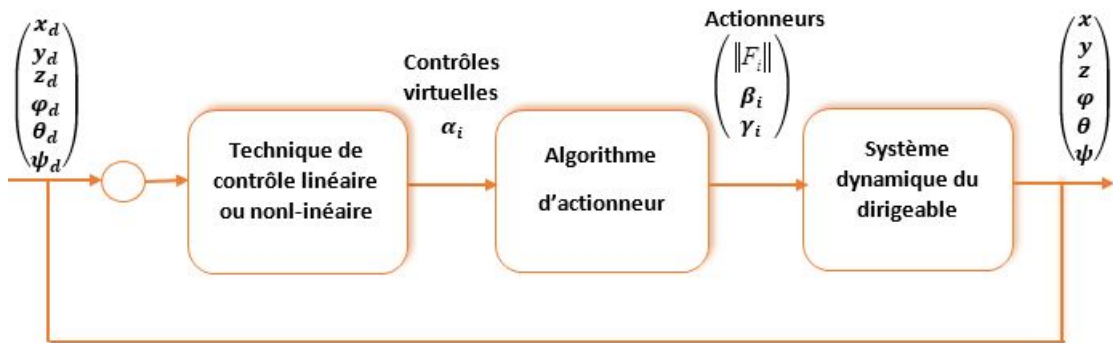 x_d
y_d
z_d
φ_d
θ_d
ψ_d
Contrôles
virtuelles
α_i
Actionneurs
‖F_i‖
β_i
γ_i
x
y
z
φ
θ
ψ
Technique de
contrôle linéaire
ou nonl-inéaire
Algorithme
d’actionneur
Système
dynamique du
dirigeable